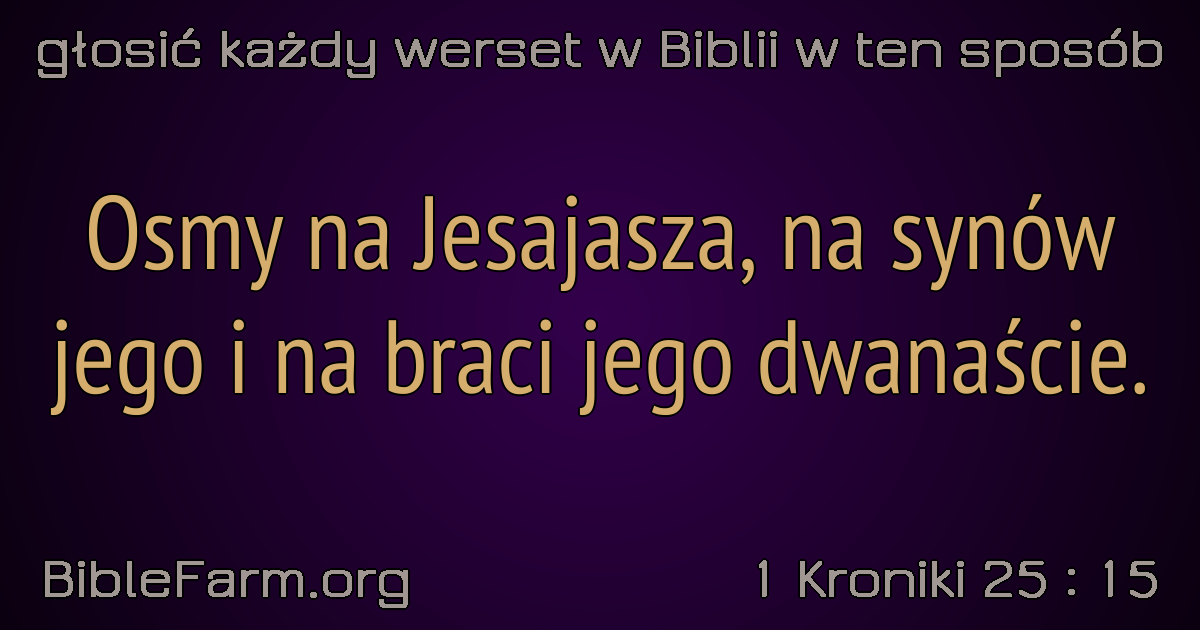 głosić każdy werset w Biblii w ten sposób
Osmy na Jesajasza, na synów
jego i na braci jego dwanaście.
BibleFarm.org
1 Kroniki 25 : 15